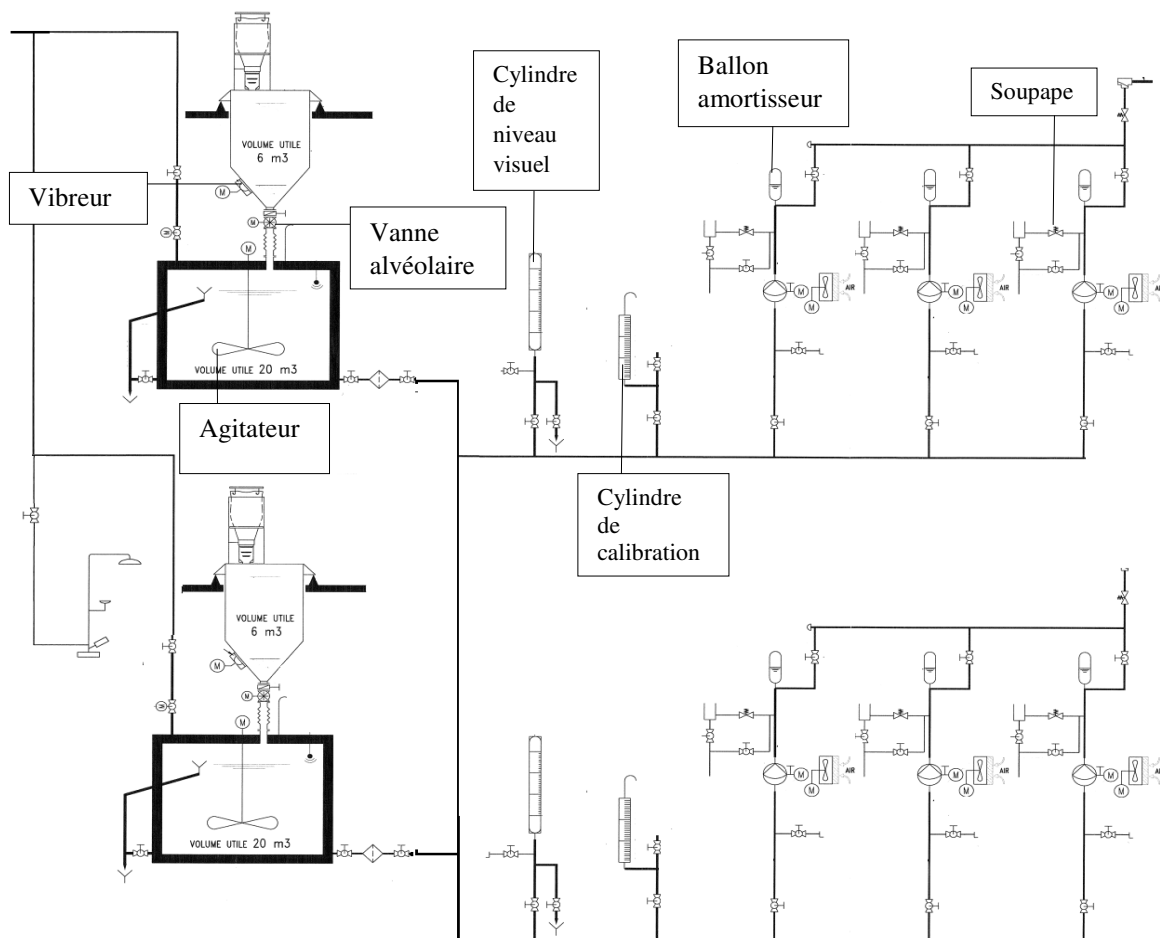 VOLUME UTILE
6 m3
M
Vibreur
M
M
M
Vanne
alvéolaire
VOLUME UTILE 20 m3
Agitateur
Cylindre
de
niveau
visuel
Ballon
amortisseur
Soupape
M
M
AIR
M
M
AIR
M
M
AIR
Cylindre
de
calibration
VOLUME UTILE
6 m3
M
M
M
M
VOLUME UTILE 20 m3
M
M
AIR
M
M
AIR
M
M
AIR